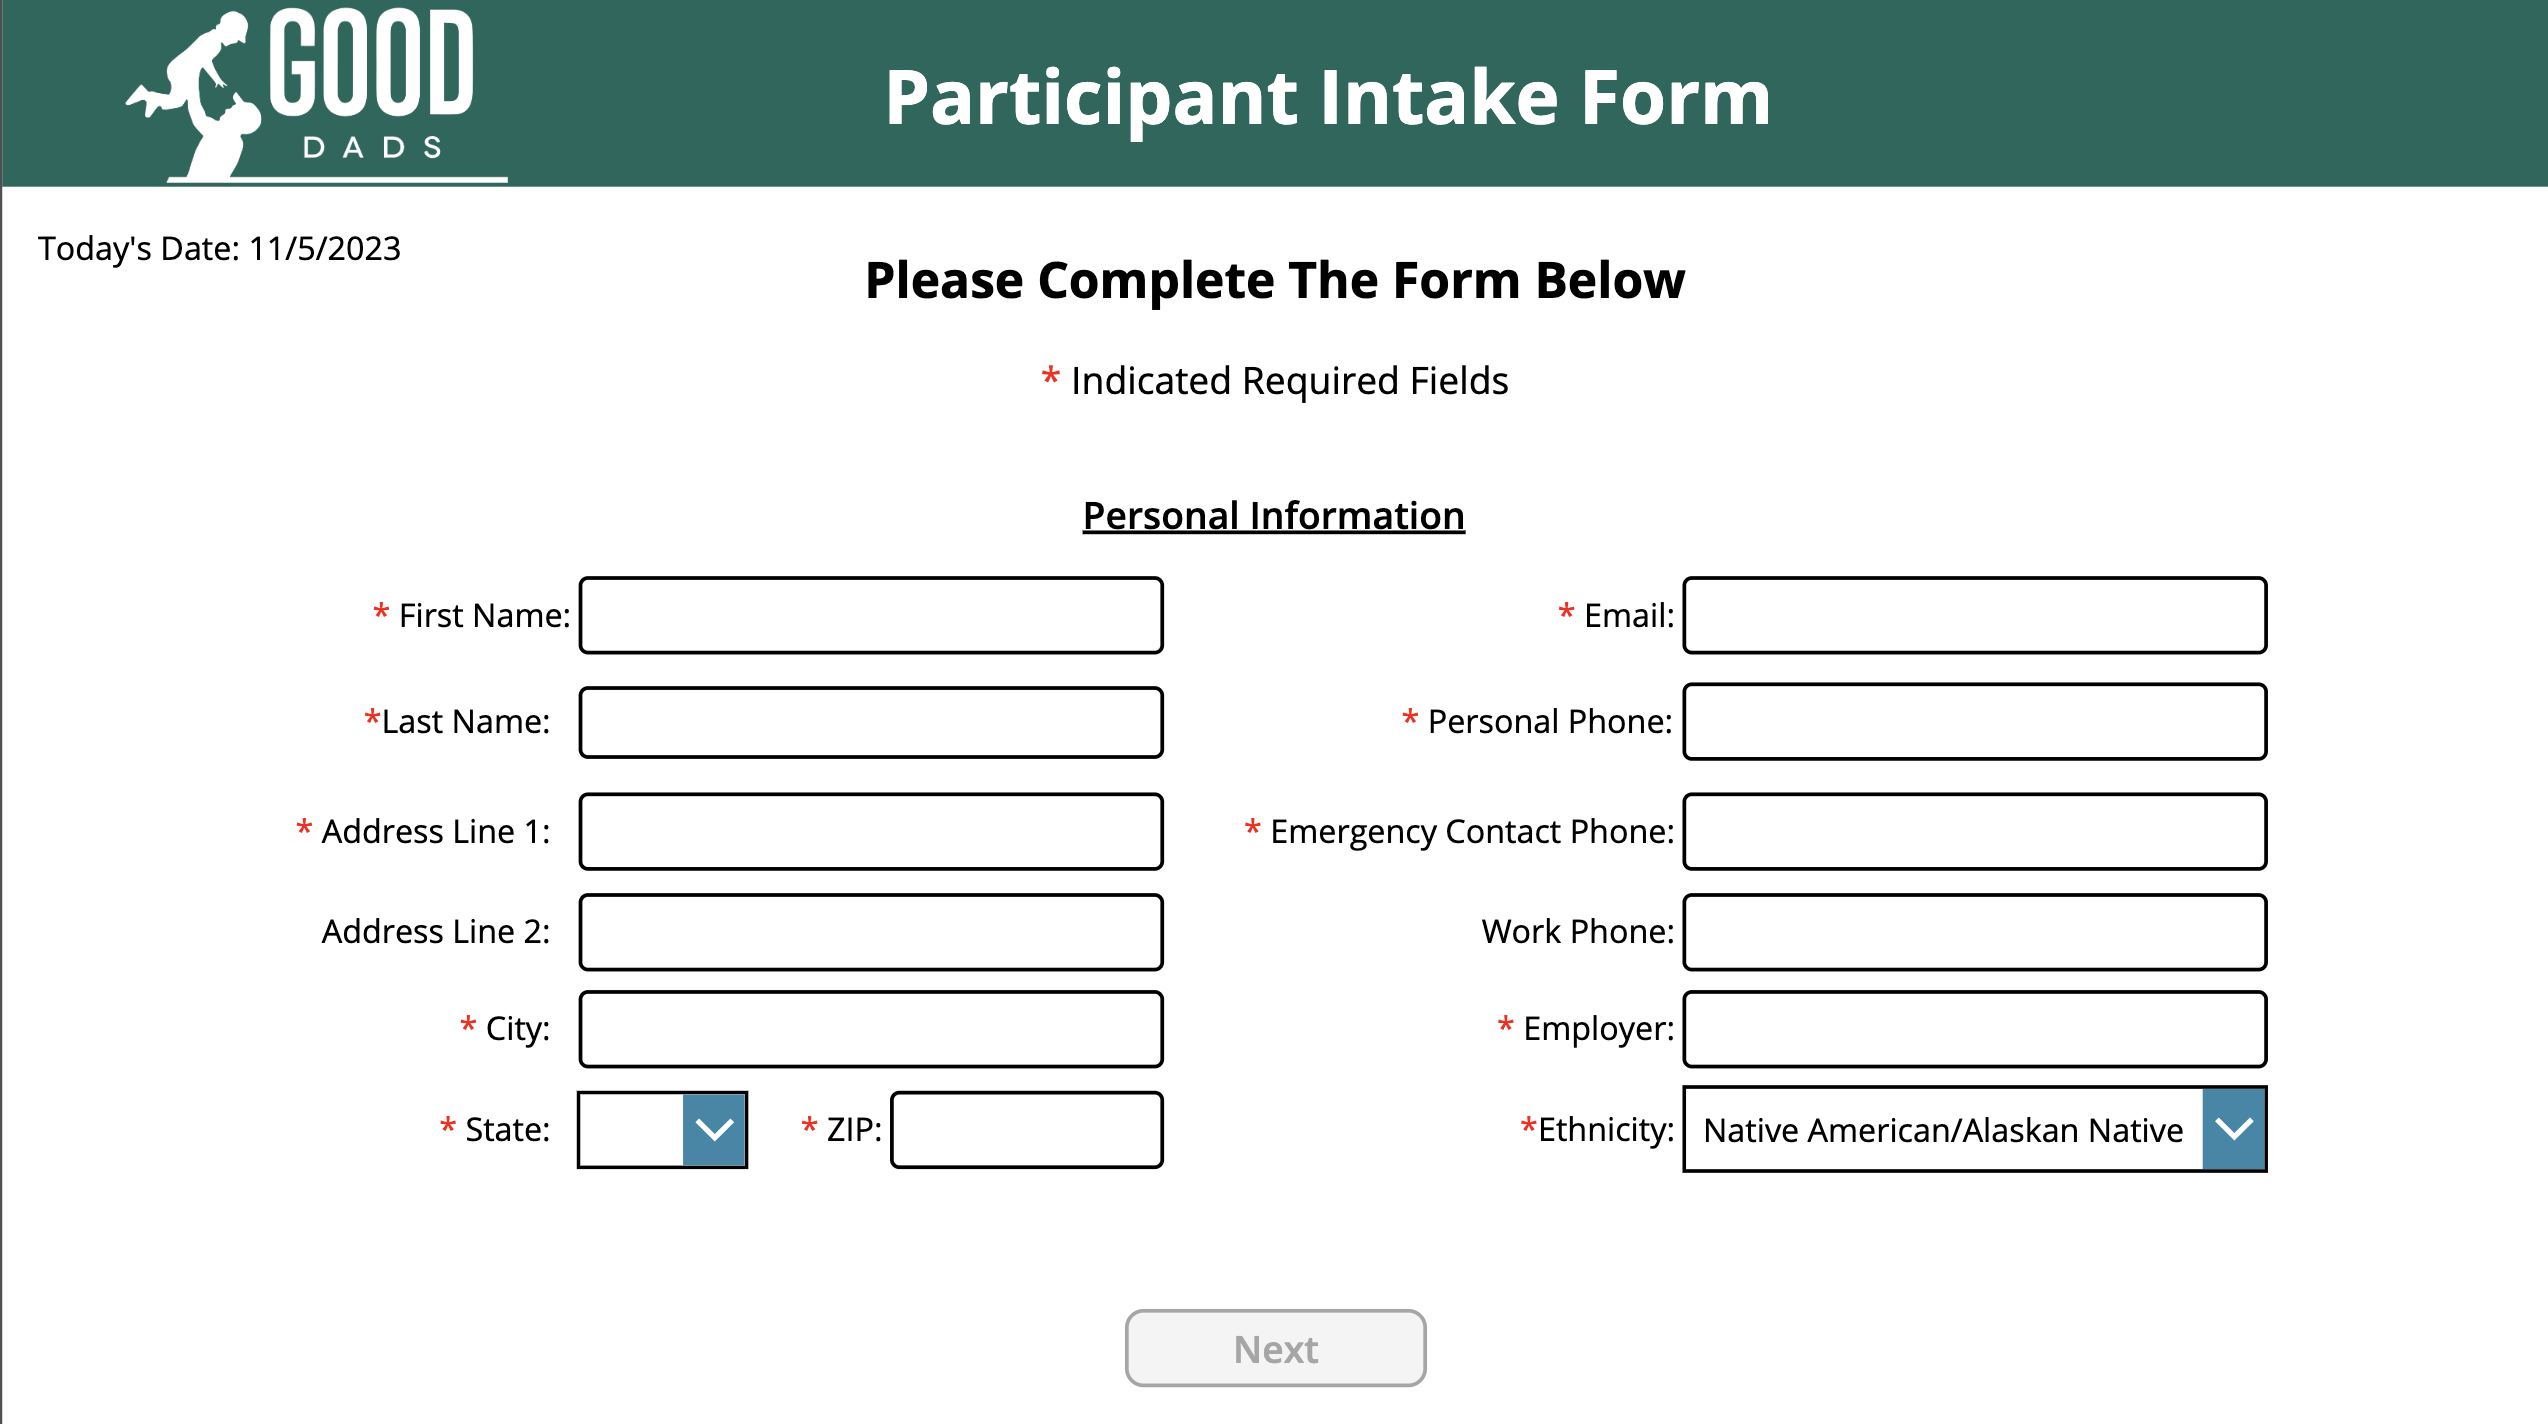 GOOD
DADS
Participant Intake Form
Today's Date: 11/5/2023
Please Complete The Form Below
* Indicated Required Fields
Personal Information
* First Name:
* Email:
*Last Name:
* Personal Phone:
* Address Line 1:
* Emergency Contact Phone:
Address Line 2:
Work Phone:
* City:
* Employer:
* State:
* ZIP:
*Ethnicity:
Native American/Alaskan Native
Next